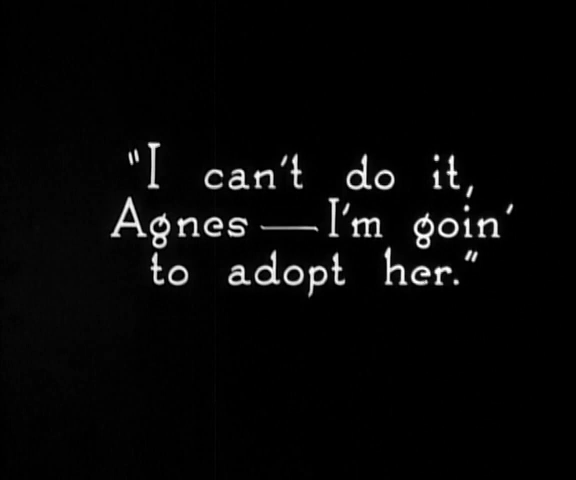 "I can't do it,
Agnes — I'm goin'
to adopt her."